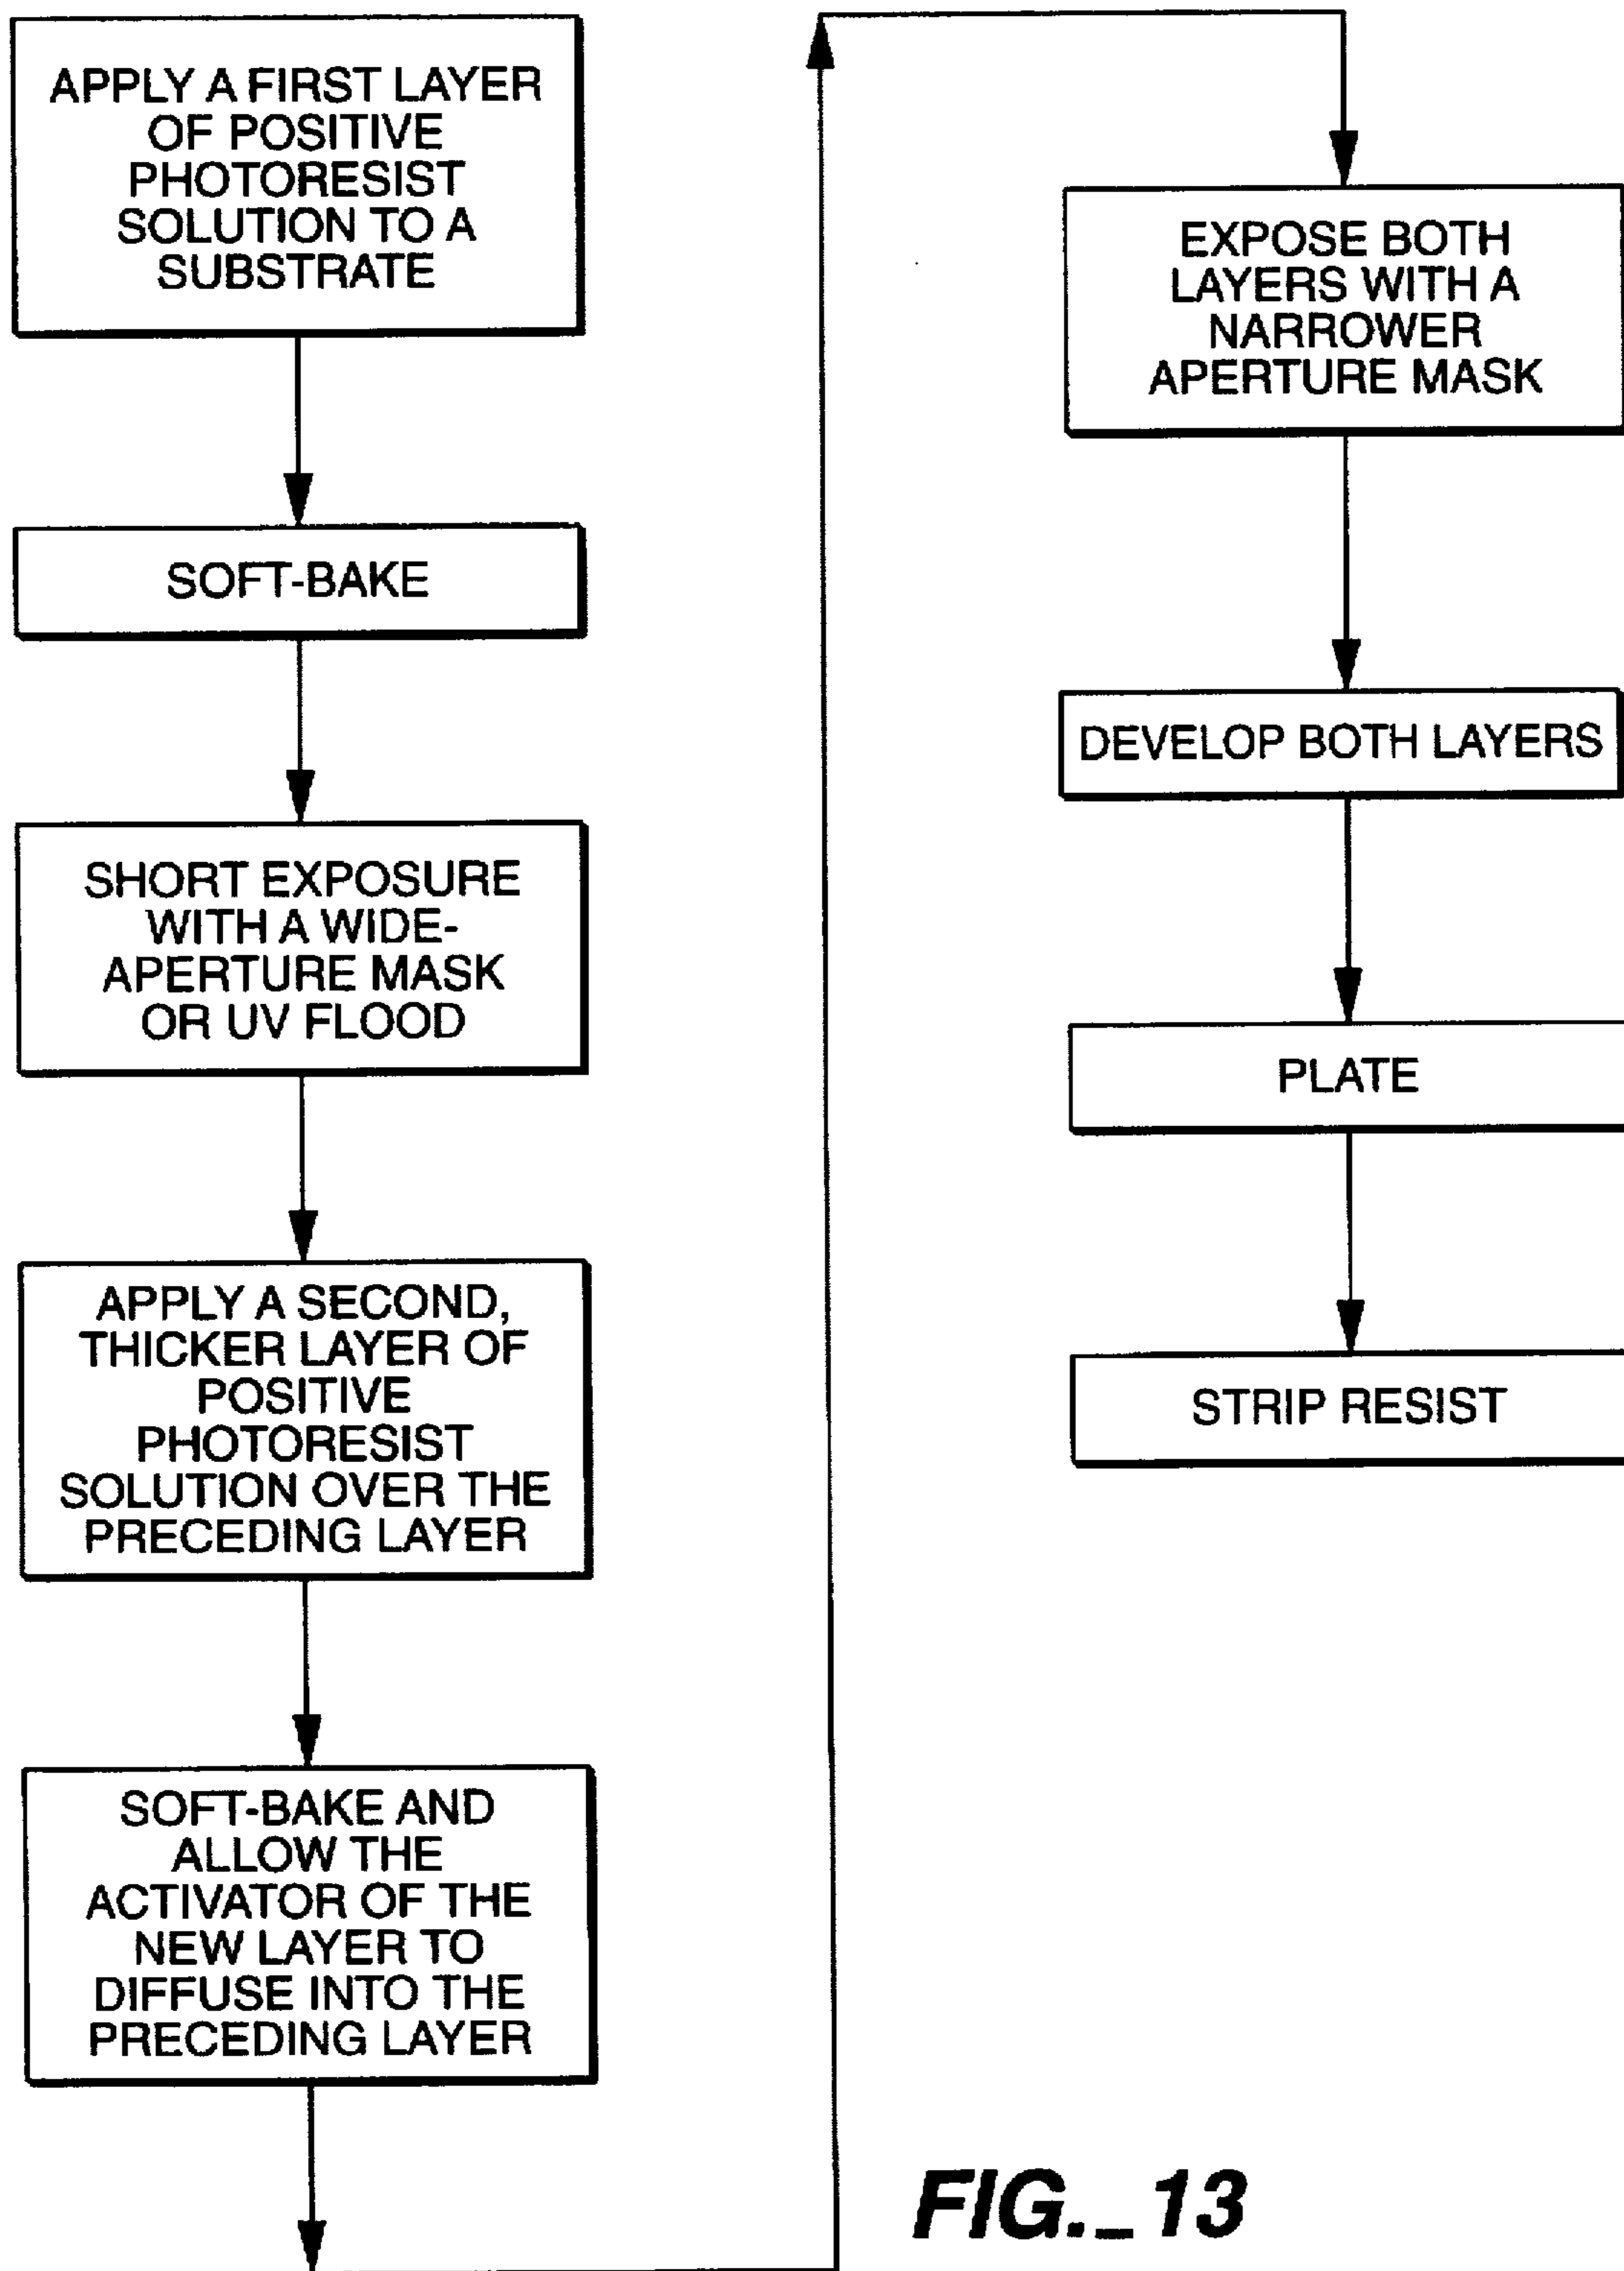 APPLY A FIRST LAYER
OF POSITIVE
PHOTORESIST
SOLUTION TO A
SUBSTRATE
SOFT-BAKE
SHORT EXPOSURE
WITH A WIDE-
APERTURE MASK
OR UV FLOOD
APPLY A SECOND,
THICKER LAYER OF
POSITIVE
PHOTORESIST
SOLUTION OVER THE
PRECEDING LAYER
SOFT-BAKE AND
ALLOW THE
ACTIVATOR OF THE
NEW LAYER TO
DIFFUSE INTO THE
PRECEDING LAYER
EXPOSE BOTH
LAYERS WITH A
NARROWER
APERTURE MASK
DEVELOP BOTH LAYERS
PLATE
STRIP RESIST
FIG._13